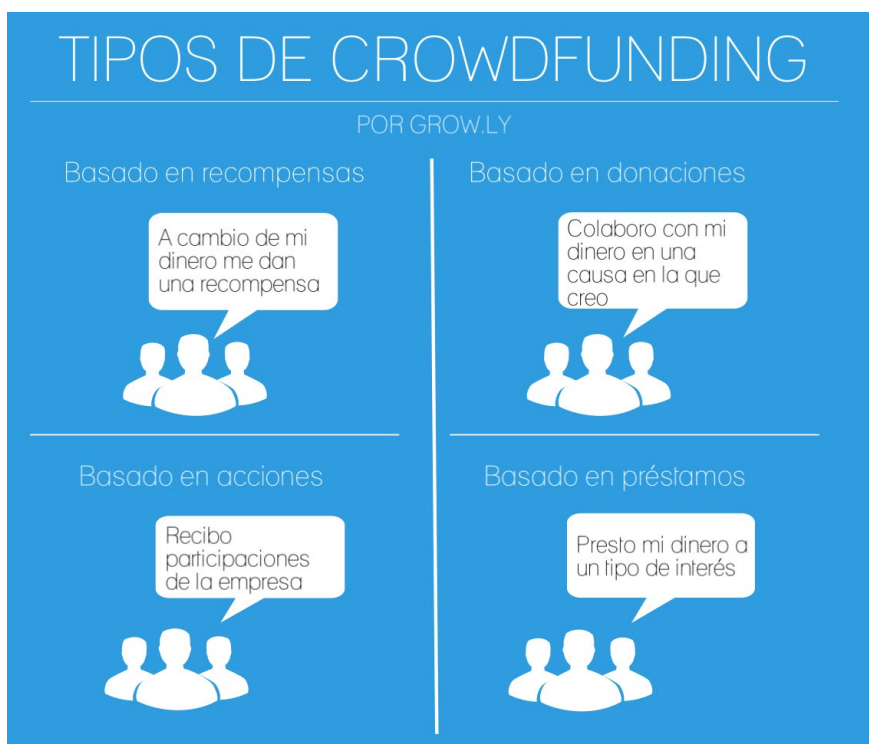 TIPOS DE CROWDFUNDING
POR GROW.LY
Basado en recompensas
A cambio de mi
dinero me dan
una recompensa
Basado en donaciones
Colaboro con mi
dinero en una
causa en la que
creo
Basado en acciones
Recibo
participaciones
de la empresa
Basado en préstamos
Presto mi dinero a
un tipo de interés